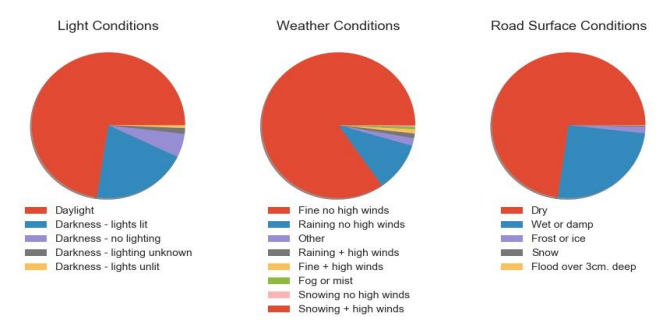 Light Conditions
Daylight
Darkness - lights lit
Darkness - no lighting
Darkness - lighting unknown
Darkness - lights unlit
Weather Conditions
Fine no high winds
Raining no high winds
Other
Raining + high winds
Fine + high winds
Fog or mist
Snowing no high winds
Snowing + high winds
Road Surface Conditions
Dry
Wet or damp
Frost or ice
Snow
Flood over 3cm. deep